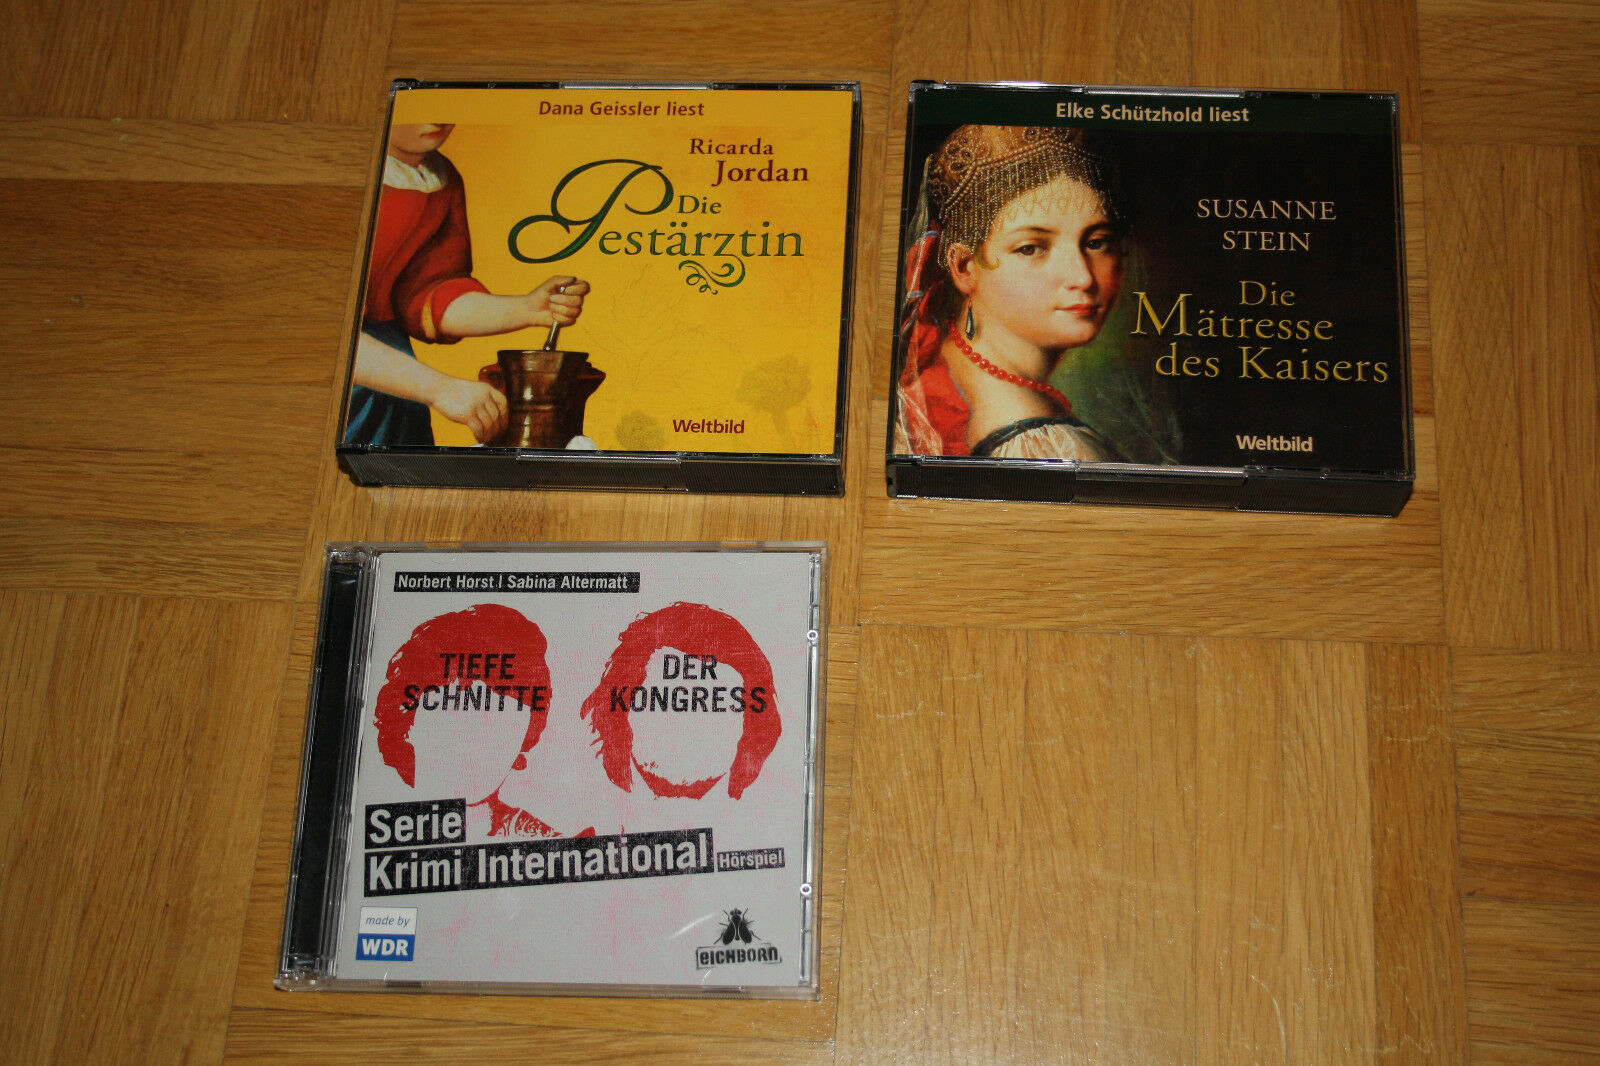 Dana Geissler liest
Ricarda
Jordan
Die
Pestärztin
Weltbild
Elke Schützhold liest
SUSANNE
STEIN
Die
Mätresse
des Kaisers
Weltbild
Norbert Horst | Sabina Altermatt
TIEFE
SCHNITTE
DER
KONGRESS
Serie
Krimi International Hörspiel
made by
WDR
eICHBORN